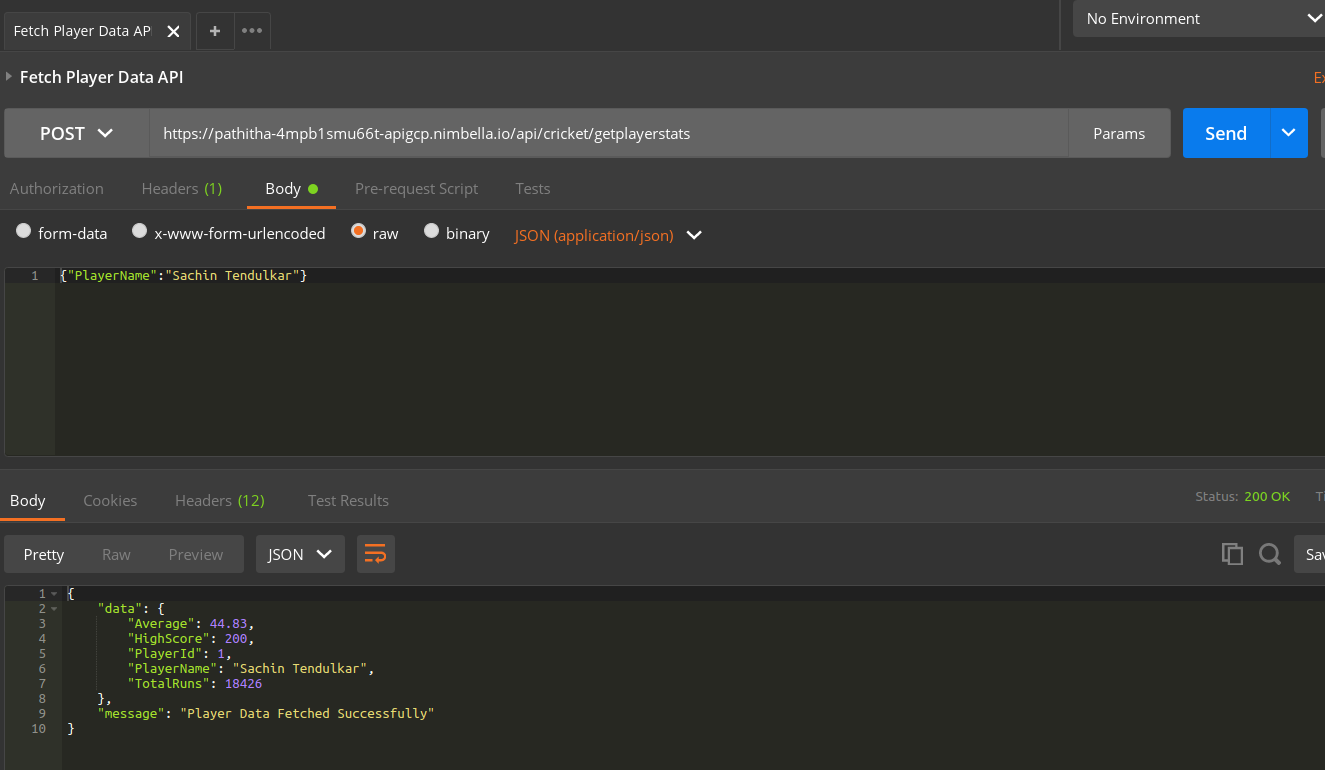 Fetch Player Data AP
No Environment
Fetch Player Data API
Ex
POST https://pathitha-4mpb1smu66t-apigcp.nimbella.io/api/cricket/getplayerstats Params Send
Authorization Headers (1) Body Pre-request Script Tests
form-data x-www-form-urlencoded raw binary JSON (application/json)
1 {"PlayerName":"Sachin Tendulkar"}
Body Cookies Headers (12) Test Results Status: 200 OK
Pretty Raw Preview JSON Sav
1 {
2 "data": {
3 "Average": 44.83,
4 "HighScore": 200,
5 "PlayerId": 1,
6 "PlayerName": "Sachin Tendulkar",
7 "TotalRuns": 18426
8 },
9 "message": "Player Data Fetched Successfully"
10 }